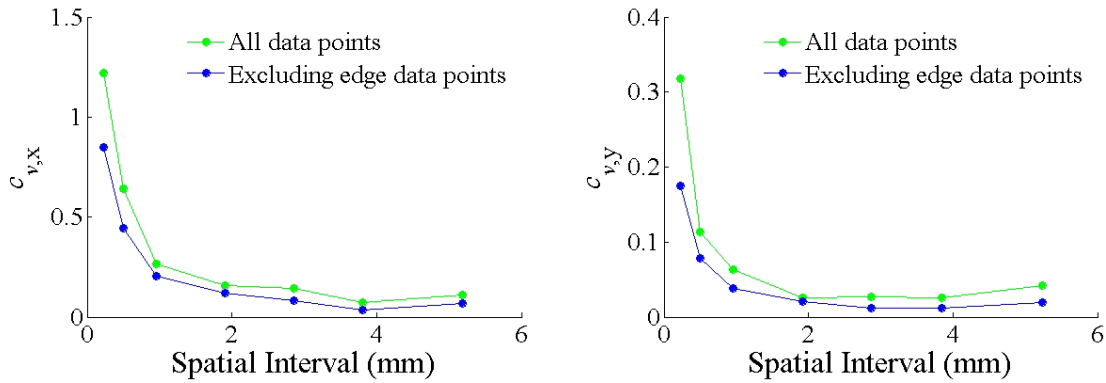 1.5
1
0.5
0
c v,x
All data points
Excluding edge data points
0 2 4 6
Spatial Interval (mm)
0.4
0.3
0.2
0.1
0
c v,y
All data points
Excluding edge data points
0 2 4 6
Spatial Interval (mm)